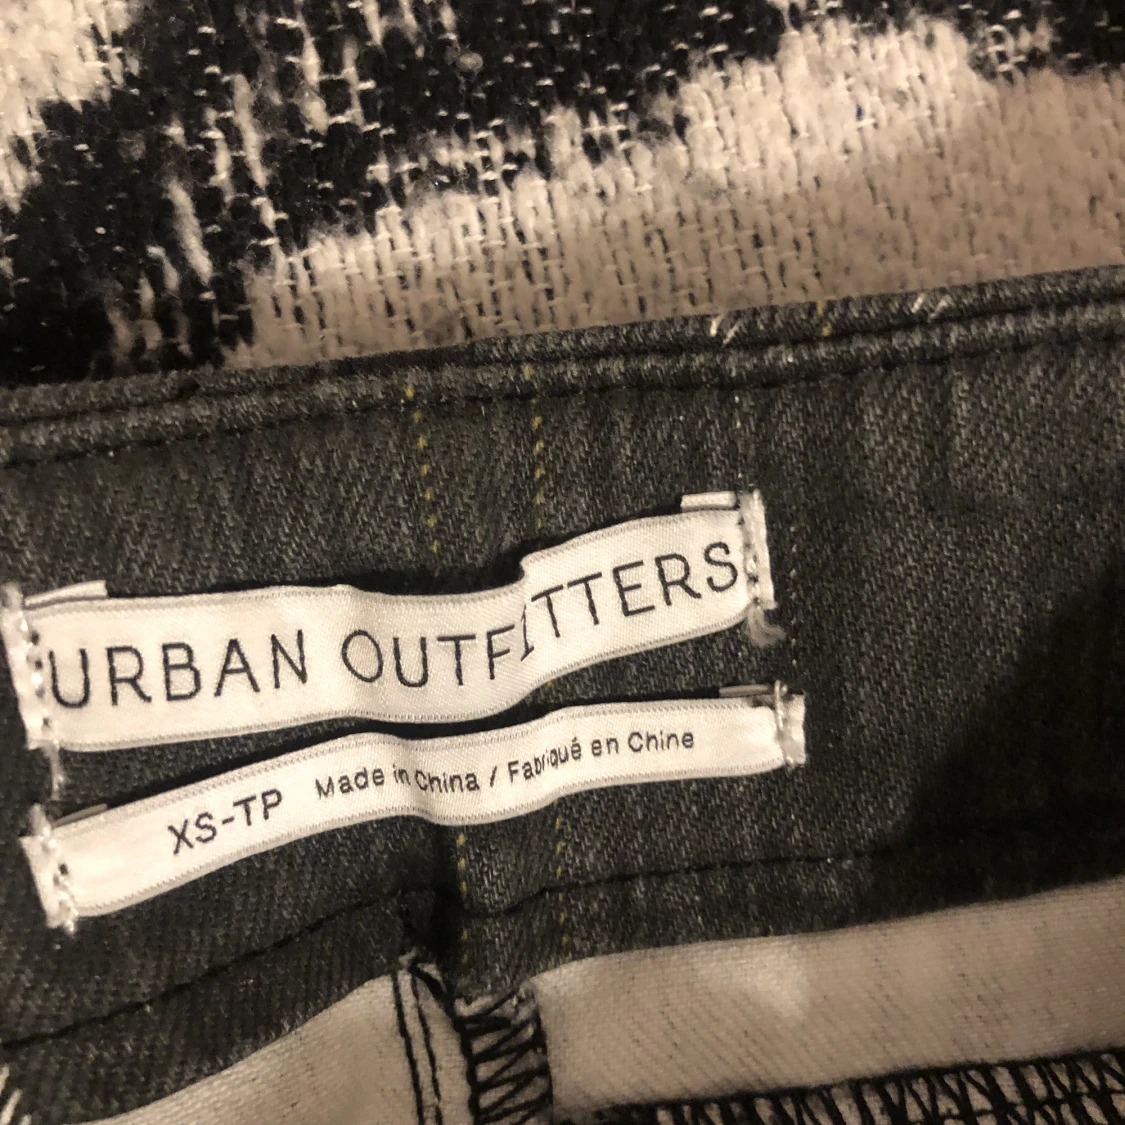 URBAN OUTFITTERS
XS-TP Made in China / Fabriqué en Chine